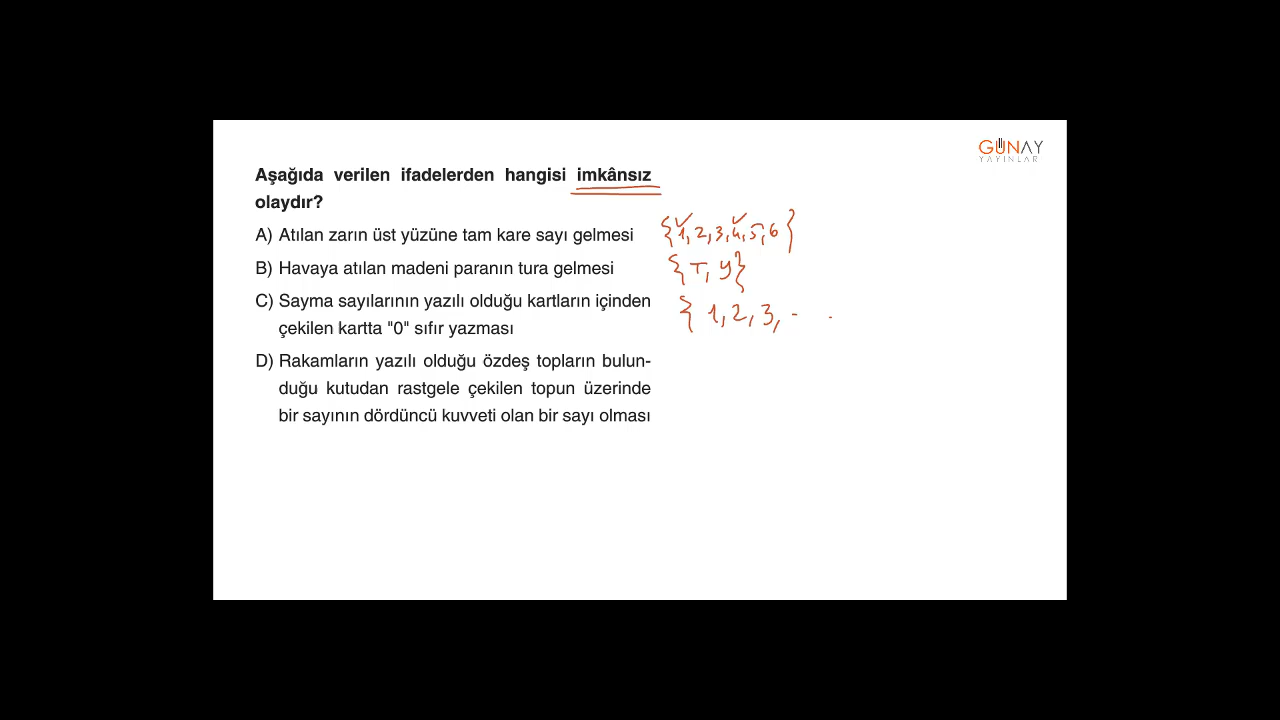 GÜNAY
YAYINLAR
Aşağıda verilen ifadelerden hangisi imkânsız
olaydır?
A) Atılan zarın üst yüzüne tam kare sayı gelmesi {1, 2, 3, 4, 5, 6}
B) Havaya atılan madeni paranın tura gelmesi {T, Y}
C) Sayma sayılarının yazılı olduğu kartların içinden {1, 2, 3, - .
çekilen kartta "0" sıfır yazması
D) Rakamların yazılı olduğu özdeş topların bulun-
duğu kutudan rastgele çekilen topun üzerinde
bir sayının dördüncü kuvveti olan bir sayı olması